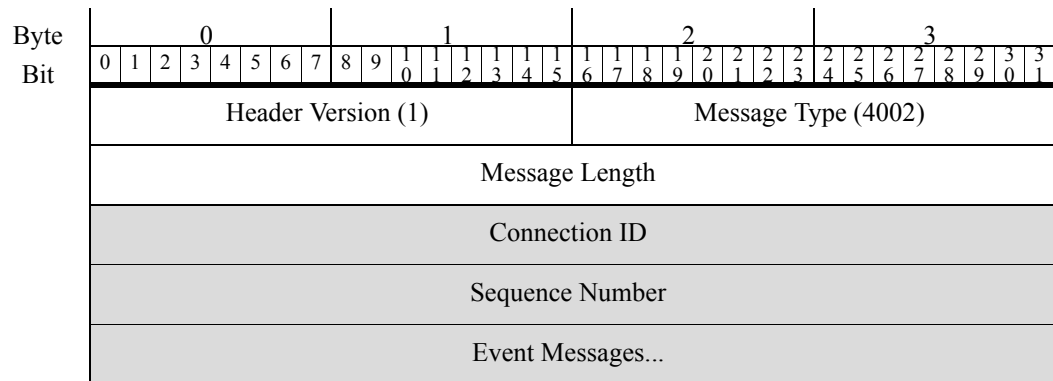 Byte 0 1 2 3
Bit 0 1 2 3 4 5 6 7 8 9 10 11 12 13 14 15 16 17 18 19 20 21 22 23 24 25 26 27 28 29 30 31
Header Version (1) Message Type (4002)
Message Length
Connection ID
Sequence Number
Event Messages...